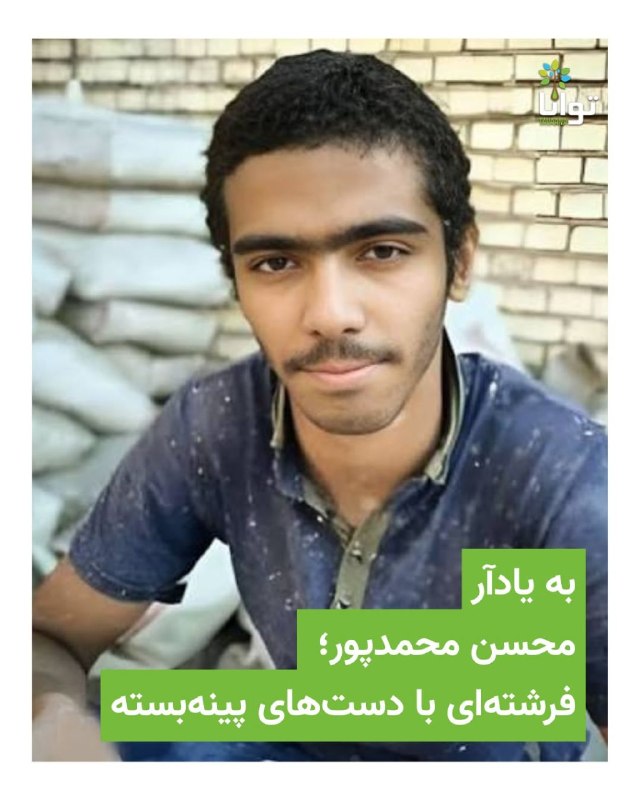 توانا
به یادآر
محسن محمدپور؛
فرشته‌ای با دست‌های پینه‌بسته